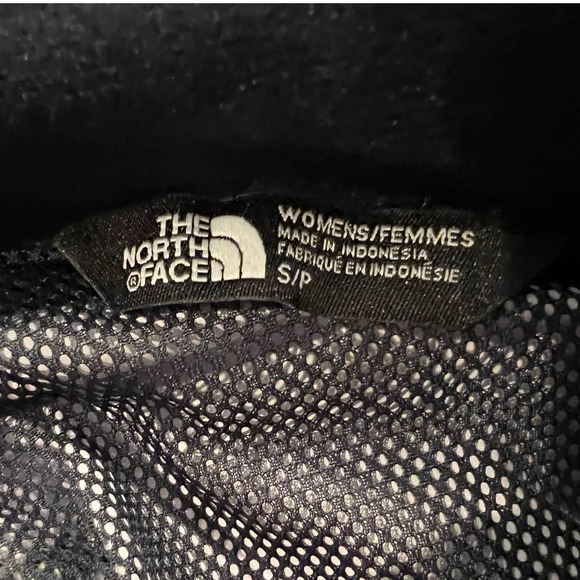 THE
NORTH
®FACE
WOMENS/FEMMES
MADE IN INDONESIA
FABRIQUÉ EN INDONÉSIE
S/P